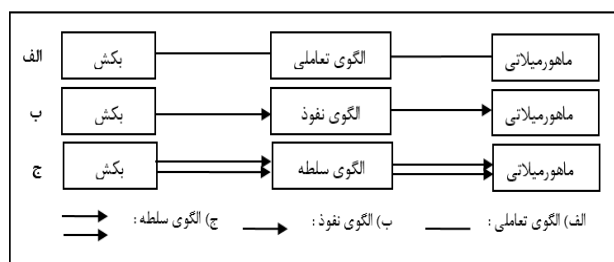 الف ماهورمیلاتی الگوی تعاملی بکش
ب ماهورمیلاتی الگوی نفوذ بکش
ج ماهورمیلاتی الگوی سلطه بکش
الف) الگوی تعاملی : ب) الگوی نفوذ : ج) الگوی سلطه :